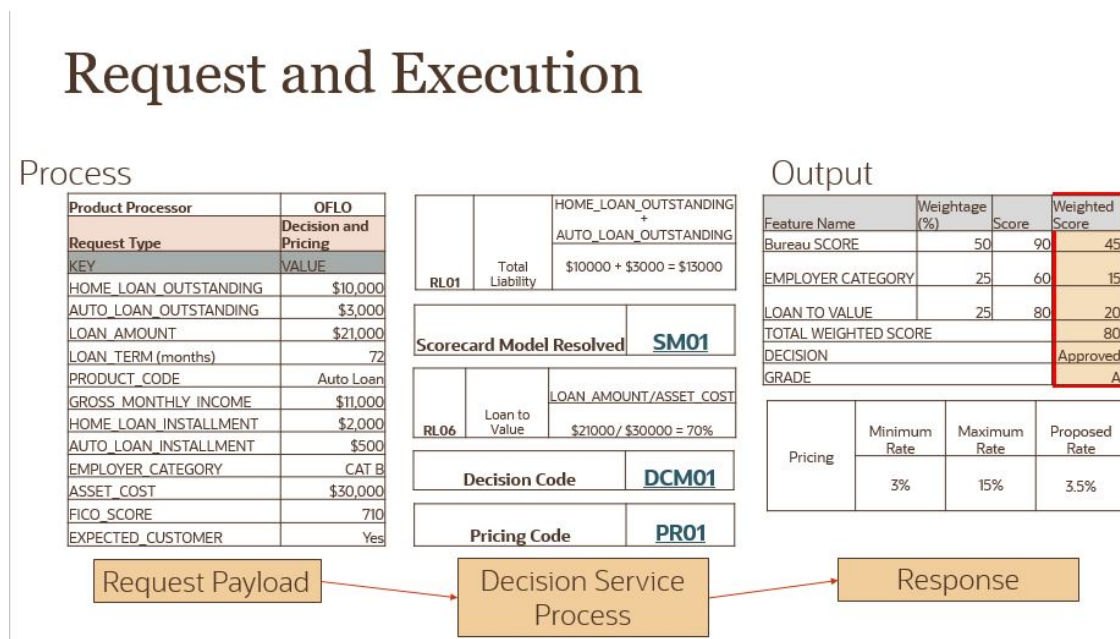 Request and Execution
Process
Product Processor OFLO
Request Type Decision and Pricing
KEY VALUE
HOME_LOAN_OUTSTANDING $10,000
AUTO_LOAN_OUTSTANDING $3,000
LOAN_AMOUNT $21,000
LOAN_TERM (months) 72
PRODUCT_CODE Auto Loan
GROSS_MONTHLY_INCOME $11,000
HOME_LOAN_INSTALLMENT $2,000
AUTO_LOAN_INSTALLMENT $500
EMPLOYER_CATEGORY CAT B
ASSET_COST $30,000
FICO_SCORE 710
EXPECTED_CUSTOMER Yes
HOME_LOAN_OUTSTANDING
+
AUTO_LOAN_OUTSTANDING
RL01 Total Liability $10000 + $3000 = $13000
Scorecard Model Resolved SM01
LOAN_AMOUNT/ASSET_COST
RL06 Loan to Value $21000/ $30000 = 70%
Decision Code DCM01
Pricing Code PR01
Output
Feature Name Weightage (%) Score Weighted Score
Bureau SCORE 50 90 45
EMPLOYER CATEGORY 25 60 15
LOAN TO VALUE 25 80 20
TOTAL WEIGHTED SCORE 80
DECISION Approved
GRADE A
Pricing
Minimum Rate Maximum Rate Proposed Rate
3% 15% 3.5%
Request Payload
Decision Service
Process
Response